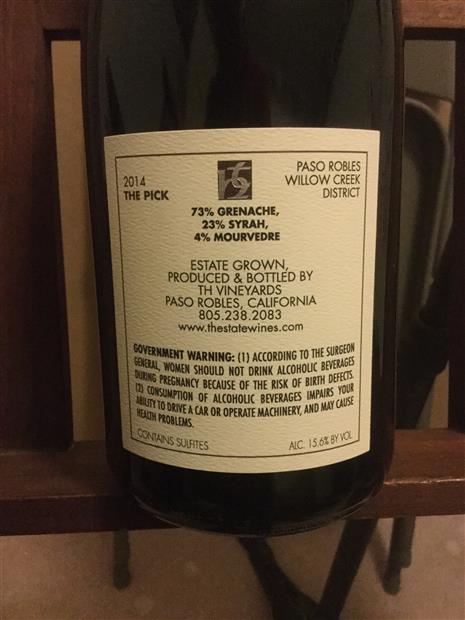 2014
THE PICK
PASO ROBLES
WILLOW CREEK
DISTRICT
73% GRENACHE,
23% SYRAH,
4% MOURVEDRE
ESTATE GROWN,
PRODUCED & BOTTLED BY
TH VINEYARDS
PASO ROBLES, CALIFORNIA
805.238.2083
www.thestatewines.com
GOVERNMENT WARNING: (1) ACCORDING TO THE SURGEON
GENERAL, WOMEN SHOULD NOT DRINK ALCOHOLIC BEVERAGES
DURING PREGNANCY BECAUSE OF THE RISK OF BIRTH DEFECTS.
(2) CONSUMPTION OF ALCOHOLIC BEVERAGES IMPAIRS YOUR
ABILITY TO DRIVE A CAR OR OPERATE MACHINERY, AND MAY CAUSE
HEALTH PROBLEMS.
CONTAINS SULFITES
ALC. 15.6% BY VOL.